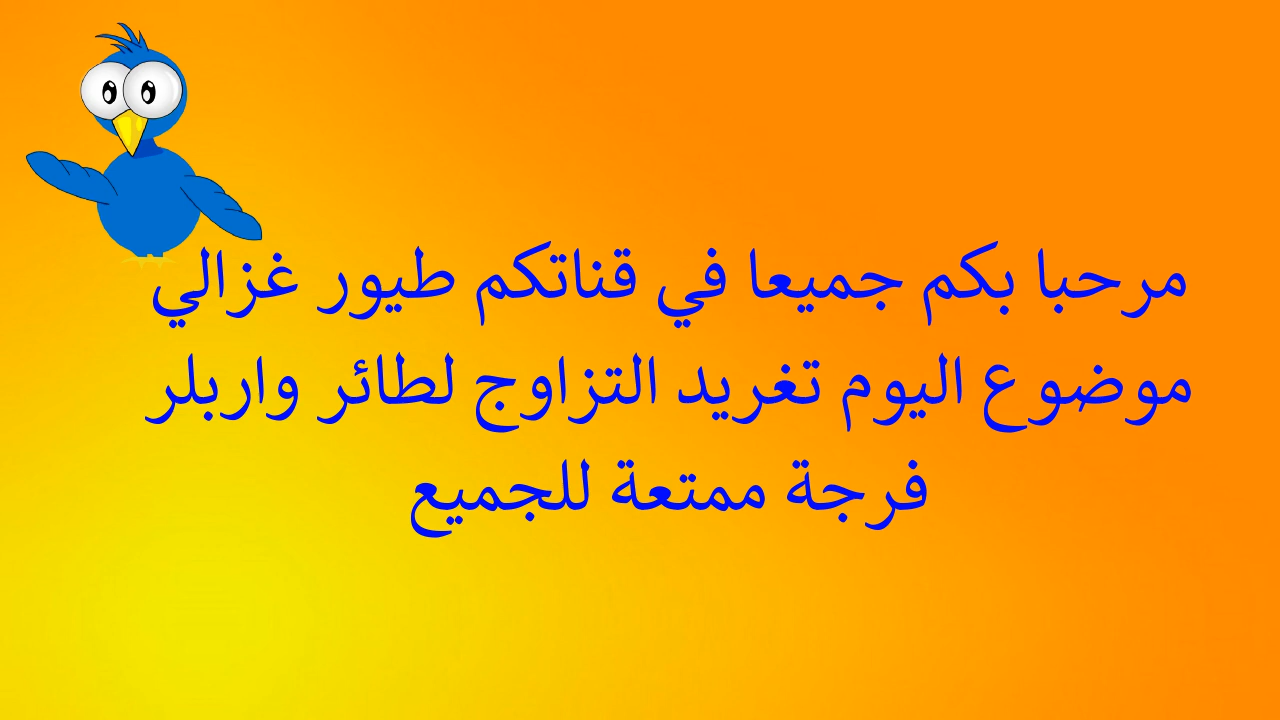 مرحبا بكم جميعا في قناتكم طيور غزالي
موضوع اليوم تغريد التزاوج لطائر واربلر
فرجة ممتعة للجميع